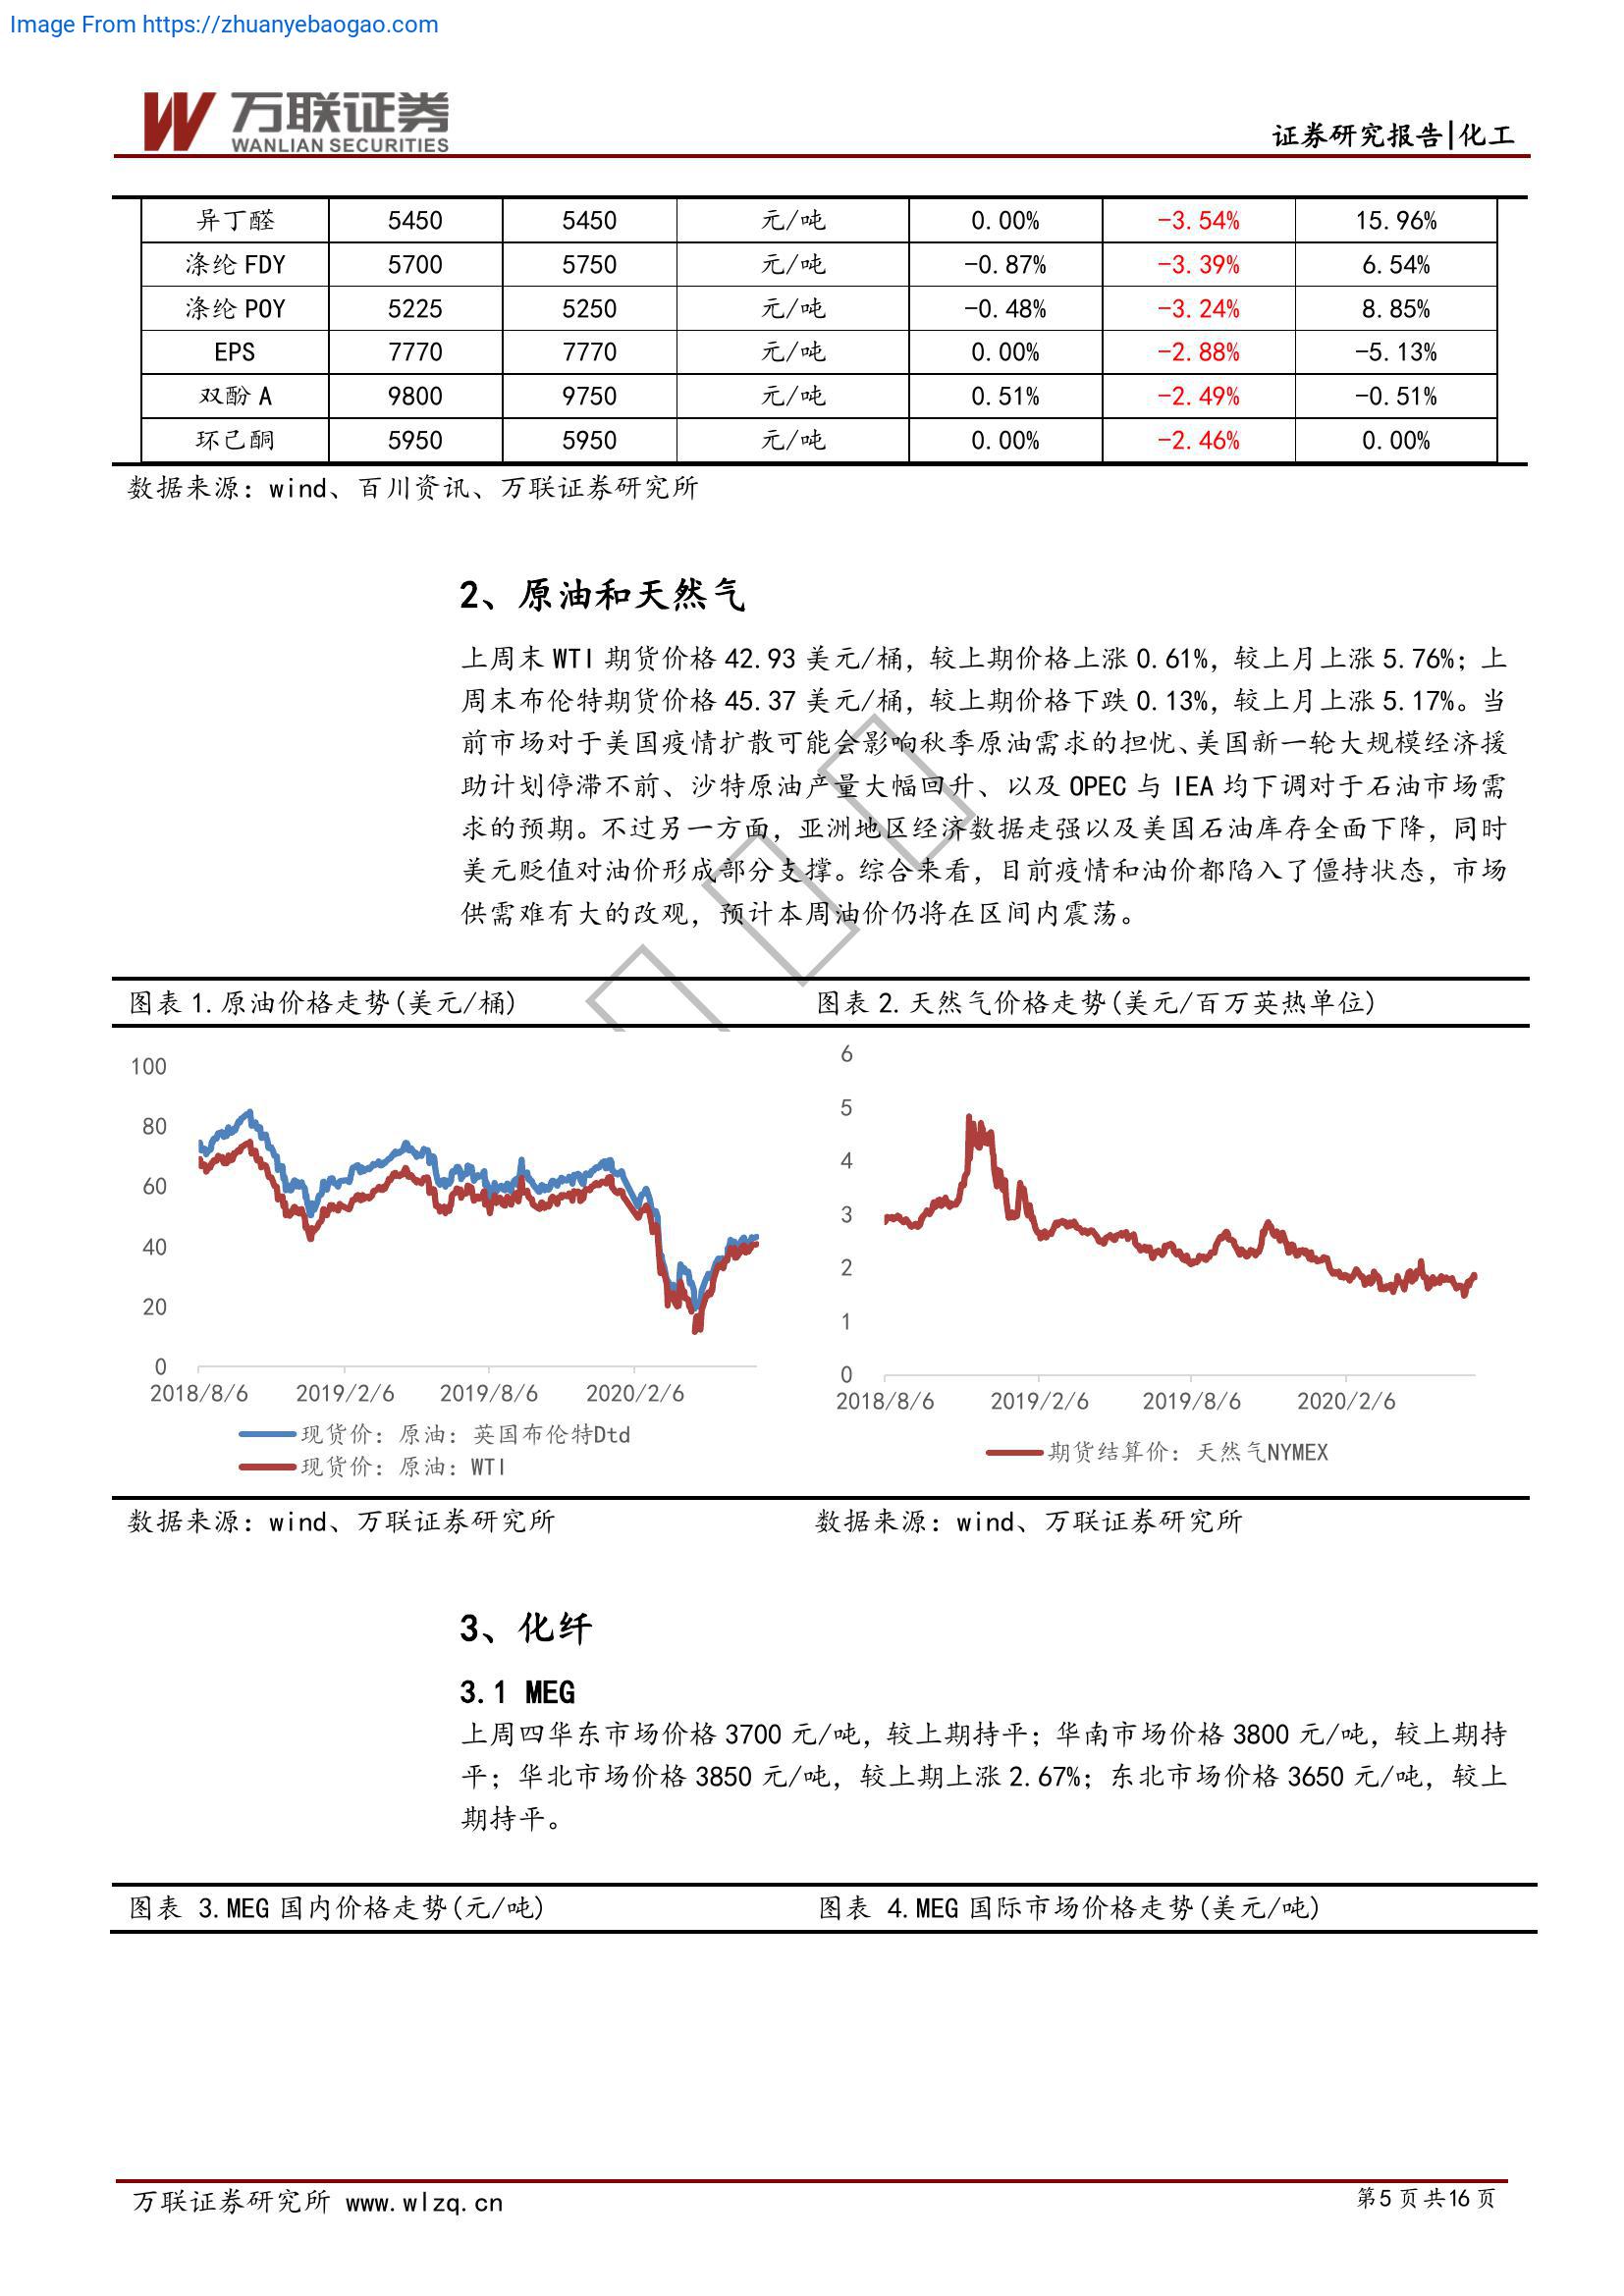 Image From https://zhuanyebaogao.com
万联证券
WANLIAN SECURITIES
证券研究报告|化工
异丁醛 5450 5450 元/吨 0.00% -3.54% 15.96%
涤纶 FDY 5700 5750 元/吨 -0.87% -3.39% 6.54%
涤纶 POY 5225 5250 元/吨 -0.48% -3.24% 8.85%
EPS 7770 7770 元/吨 0.00% -2.88% -5.13%
双酚 A 9800 9750 元/吨 0.51% -2.49% -0.51%
环己酮 5950 5950 元/吨 0.00% -2.46% 0.00%
数据来源：wind、百川资讯、万联证券研究所
2、原油和天然气
上周末 WTI 期货价格 42.93 美元/桶，较上期价格上涨 0.61%，较上月上涨 5.76%；上
周末布伦特期货价格 45.37 美元/桶，较上期价格下跌 0.13%，较上月上涨 5.17%。当
前市场对于美国疫情扩散可能会影响秋季原油需求的担忧、美国新一轮大规模经济援
助计划停滞不前、沙特原油产量大幅回升、以及 OPEC 与 IEA 均下调对于石油市场需
求的预期。不过另一方面，亚洲地区经济数据走强以及美国石油库存全面下降，同时
美元贬值对油价形成部分支撑。综合来看，目前疫情和油价都陷入了僵持状态，市场
供需难有大的改观，预计本周油价仍将在区间内震荡。
图表 1.原油价格走势(美元/桶)
图表 2.天然气价格走势(美元/百万英热单位)
100
80
60
40
20
0
2018/8/6 2019/2/6 2019/8/6 2020/2/6
现货价：原油：英国布伦特Dtd
现货价：原油：WTI
6
5
4
3
2
1
0
2018/8/6 2019/2/6 2019/8/6 2020/2/6
期货结算价：天然气NYMEX
数据来源：wind、万联证券研究所
数据来源：wind、万联证券研究所
3、化纤
3.1 MEG
上周四华东市场价格 3700 元/吨，较上期持平；华南市场价格 3800 元/吨，较上期持
平；华北市场价格 3850 元/吨，较上期上涨 2.67%；东北市场价格 3650 元/吨，较上
期持平。
图表 3.MEG 国内价格走势(元/吨)
图表 4.MEG 国际市场价格走势(美元/吨)
万联证券研究所 www.wlzq.cn
第5页共16页